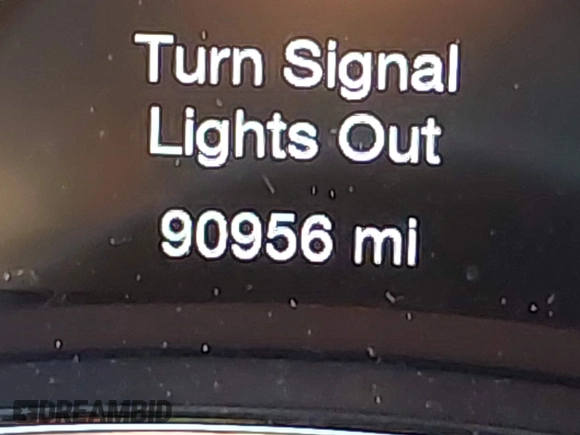 Turn Signal
Lights Out
90956 mi
DREAMBID